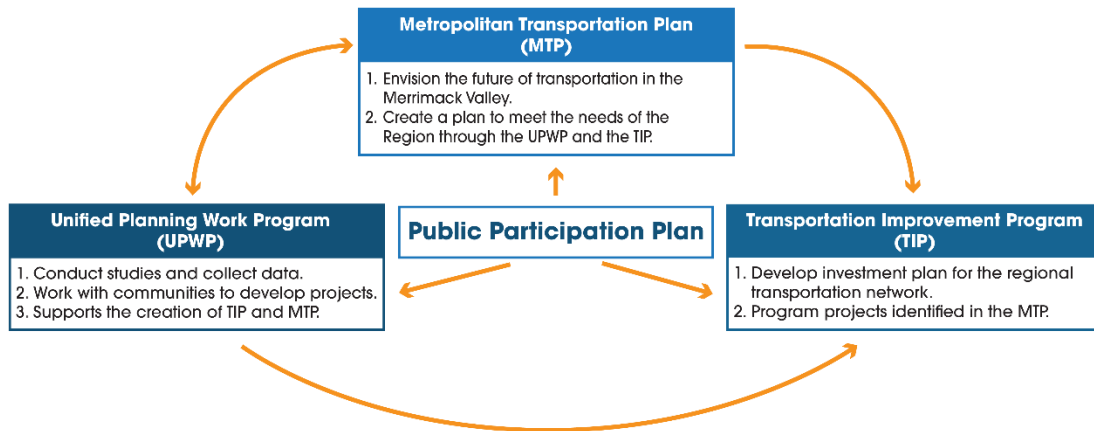 Metropolitan Transportation Plan
(MTP)
1. Envision the future of transportation in the
Merrimack Valley.
2. Create a plan to meet the needs of the
Region through the UPWP and the TIP.
Unified Planning Work Program
(UPWP)
1. Conduct studies and collect data.
2. Work with communities to develop projects.
3. Supports the creation of TIP and MTP.
Public Participation Plan
Transportation Improvement Program
(TIP)
1. Develop investment plan for the regional
transportation network.
2. Program projects identified in the MTP.